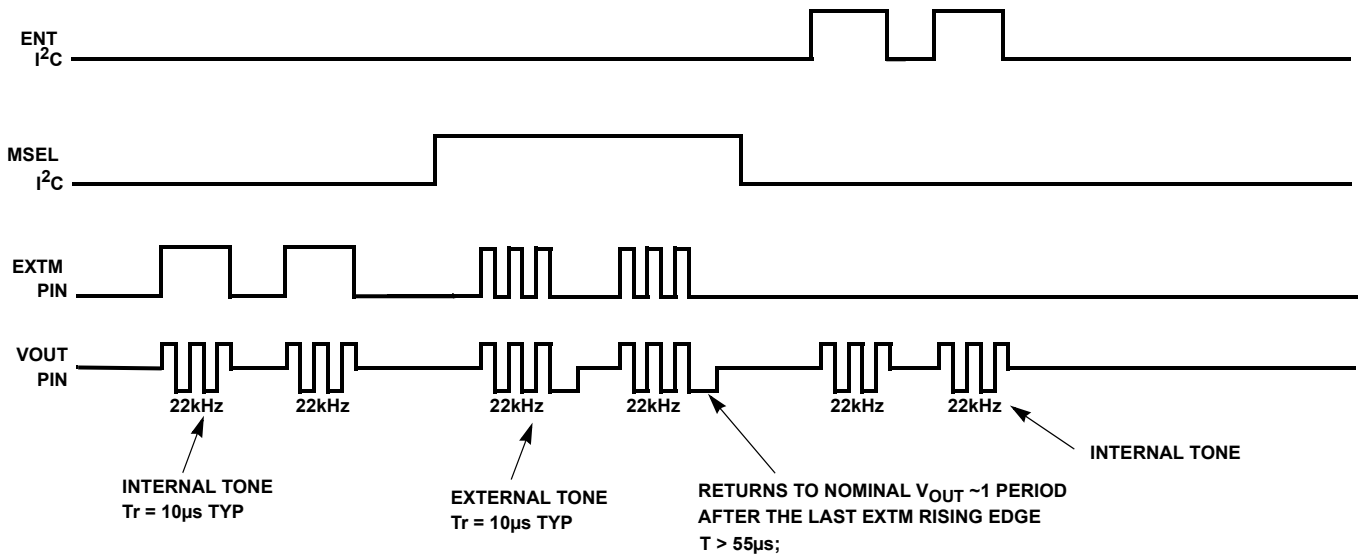 ENT
I²C
MSEL
I²C
EXTM
PIN
VOUT
PIN
22kHz 22kHz 22kHz 22kHz 22kHz 22kHz
INTERNAL TONE
Tr = 10µs TYP
EXTERNAL TONE
Tr = 10µs TYP
RETURNS TO NOMINAL VOUT ~1 PERIOD
AFTER THE LAST EXTM RISING EDGE
T > 55µs;
INTERNAL TONE